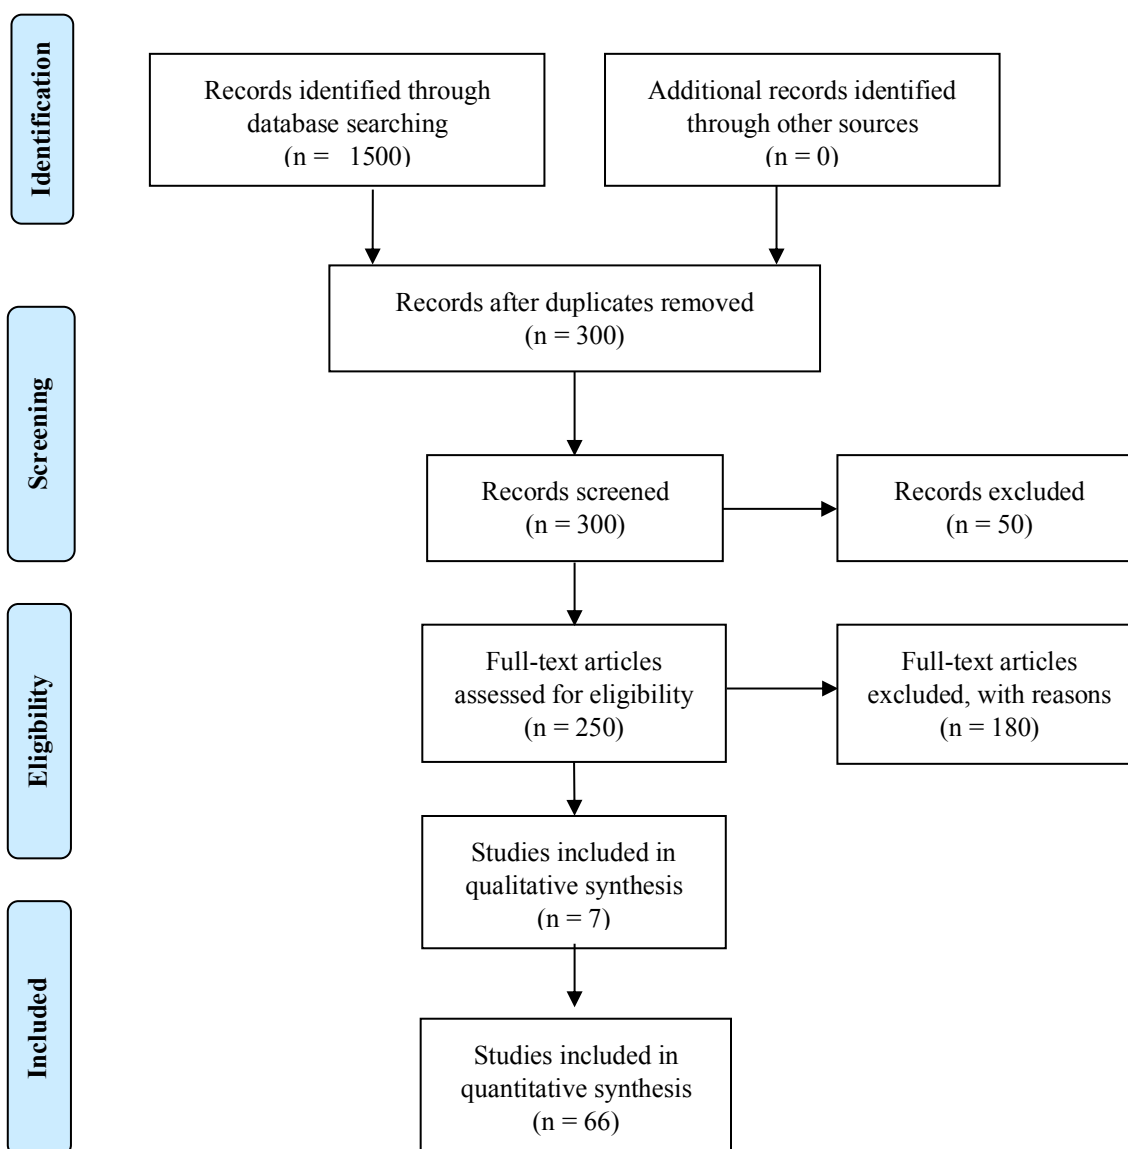 Identification
Records identified through
database searching
(n = 1500)
Additional records identified
through other sources
(n = 0)
Records after duplicates removed
(n = 300)
Screening
Records screened
(n = 300)
Records excluded
(n = 50)
Eligibility
Full-text articles
assessed for eligibility
(n = 250)
Full-text articles
excluded, with reasons
(n = 180)
Studies included in
qualitative synthesis
(n = 7)
Included
Studies included in
quantitative synthesis
(n = 66)